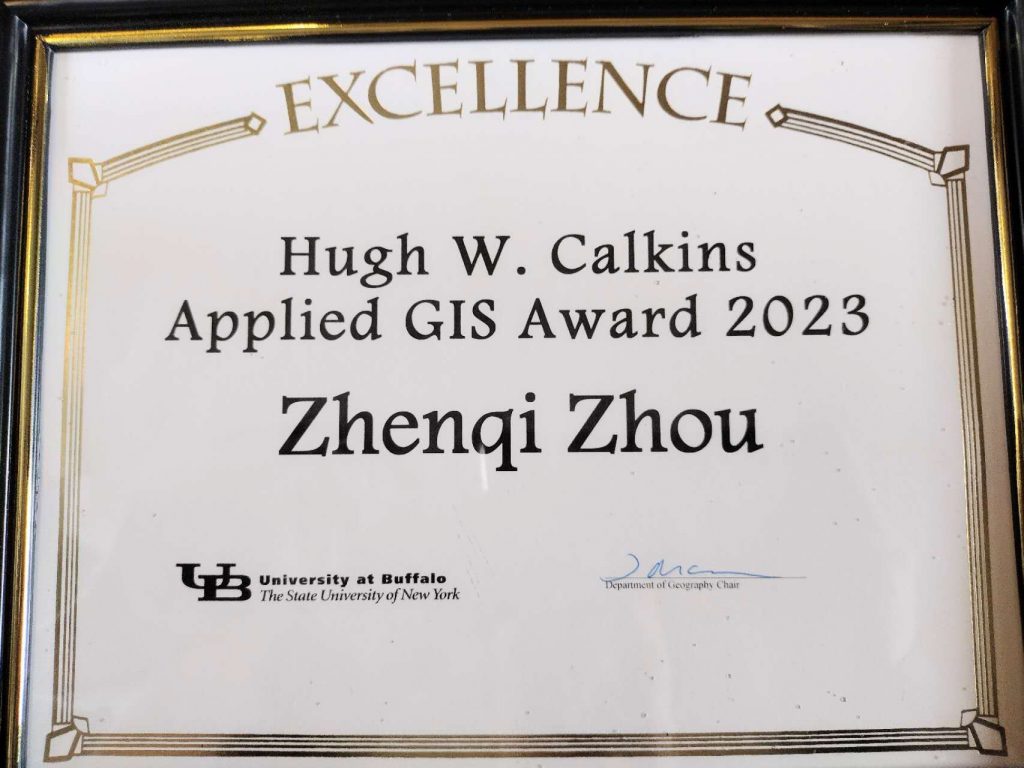 EXCELLENCE
Hugh W. Calkins
Applied GIS Award 2023
Zhenqi Zhou
UB University at Buffalo
The State University of New York
Department of Geography Chair